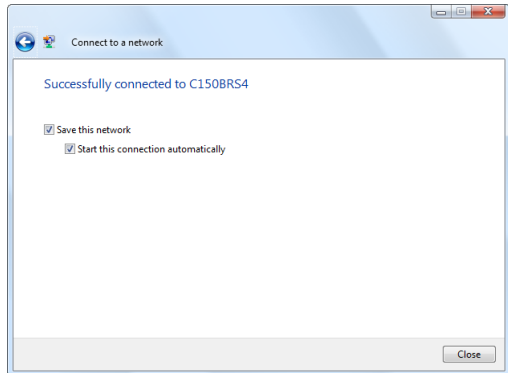 Connect to a network
Successfully connected to C150BRS4
Save this network
Start this connection automatically
Close